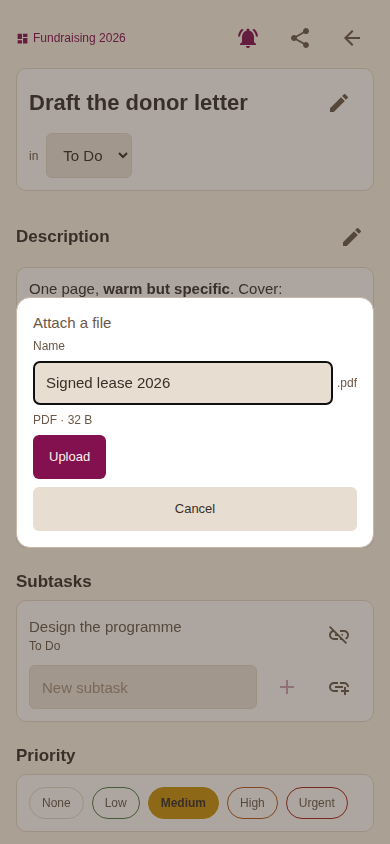 Fundraising 2026
Draft the donor letter
in To Do
Description
One page, warm but specific. Cover:
Attach a file
Name
Signed lease 2026 .pdf
PDF · 32 B
Upload
Cancel
Subtasks
Design the programme
To Do
New subtask
Priority
None Low Medium High Urgent